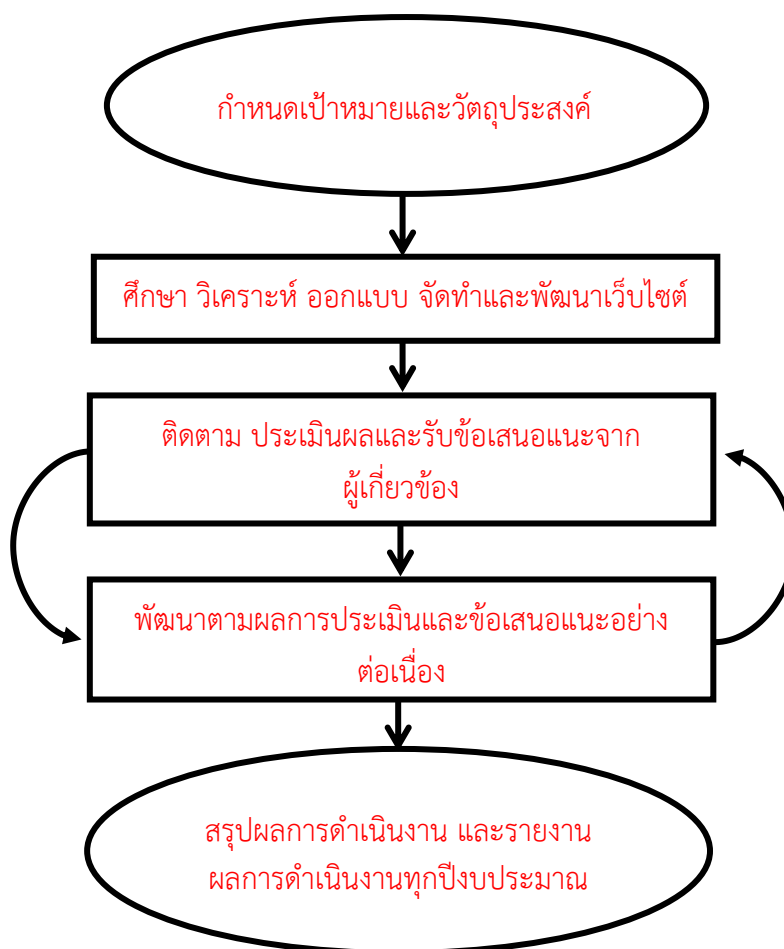 กำหนดเป้าหมายและวัตถุประสงค์
ศึกษา วิเคราะห์ ออกแบบ จัดทำและพัฒนาเว็บไซต์
ติดตาม ประเมินผลและรับข้อเสนอแนะจาก
ผู้เกี่ยวข้อง
พัฒนาตามผลการประเมินและข้อเสนอแนะอย่าง
ต่อเนื่อง
สรุปผลการดำเนินงาน และรายงาน
ผลการดำเนินงานทุกปีงบประมาณ